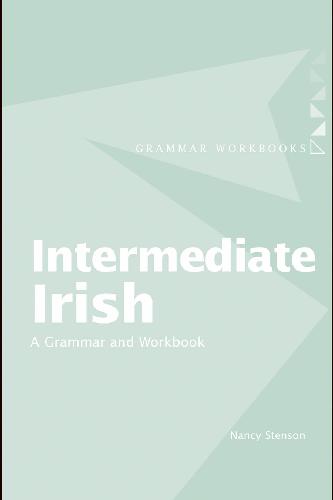 GRAMMAR WORKBOOKS
Intermediate
Irish
A Grammar and Workbook
Nancy Stenson